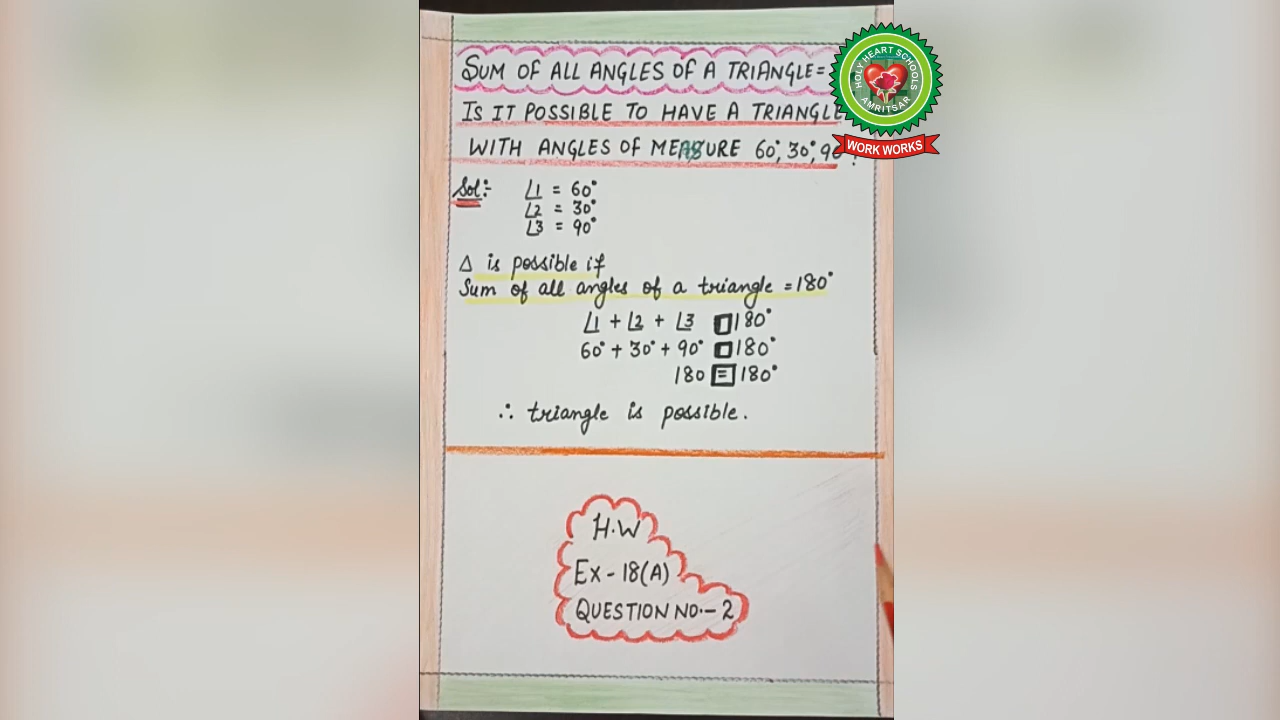 SUM OF ALL ANGLES OF A TRIANGLE=
IS IT POSSIBLE TO HAVE A TRIANGLE
WITH ANGLES OF MEASURE 60°, 30°, 90°?
Sol:- ∠1 = 60°
∠2 = 30°
∠3 = 90°
Δ is possible if
Sum of all angles of a triangle = 180°
∠1 + ∠2 + ∠3 □ 180°
60° + 30° + 90° □ 180°
180 = 180°
∴ triangle is possible.
H.W
Ex - 18(A)
QUESTION NO:- 2
HOLY HEART SCHOOLS
AMRITSAR
WORK WORKS